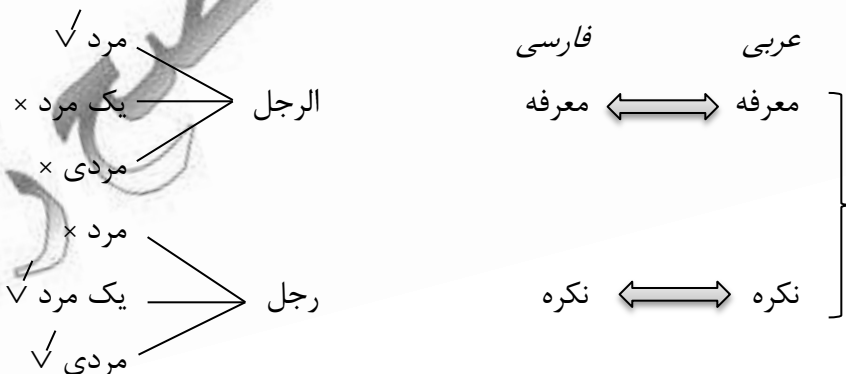 عربی فارسی
معرفه معرفه
نکره نکره
الرجل
مرد √
یک مرد ×
مردی ×
رجل
مرد ×
یک مرد √
مردی √